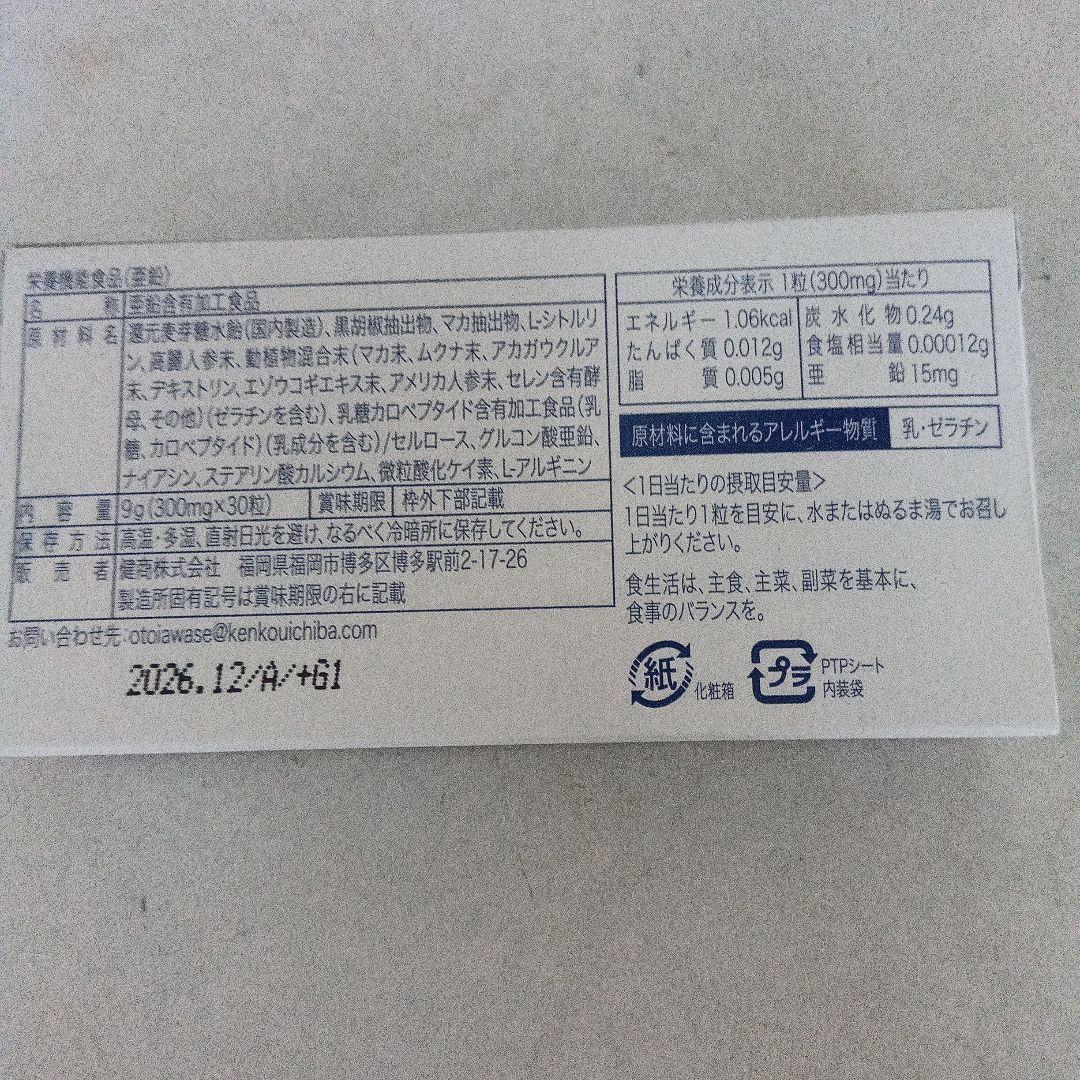 栄養機能食品(亜鉛)
名称 亜鉛含有加工食品
原材料名 還元麦芽糖水飴(国内製造)、黒胡椒抽出物、マカ抽出物、L-シトルリ
ン、高麗人参末、動植物混合末(マカ末、ムクナ末、アカガウクルア
末、デキストリン、エゾウコギエキス末、アメリカ人参末、セレン含有酵
母、その他)(ゼラチンを含む)、乳糖カロペプタイド含有加工食品(乳
糖、カロペプタイド)(乳成分を含む)/セルロース、グルコン酸亜鉛、
ナイアシン、ステアリン酸カルシウム、微粒酸化ケイ素、L-アルギニン
内容量 9g(300mg×30粒) 賞味期限 枠外下部記載
保存方法 高温・多湿、直射日光を避け、なるべく冷暗所に保存してください。
販売者 健商株式会社 福岡県福岡市博多区博多駅前2-17-26
製造所固有記号は賞味期限の右に記載
お問い合わせ先:otoiawase@kenkouichiba.com
2026.12/A/+G1
栄養成分表示 1粒(300mg)当たり
エネルギー 1.06kcal 炭水化物 0.24g
たんぱく質 0.012g 食塩相当量 0.00012g
脂質 0.005g 亜鉛 15mg
原材料に含まれるアレルギー物質 乳・ゼラチン
<1日当たりの摂取目安量>
1日当たり1粒を目安に、水またはぬるま湯でお召し
上がりください。
食生活は、主食、主菜、副菜を基本に、
食事のバランスを。
紙 化粧箱 プラ PTPシート
内装袋